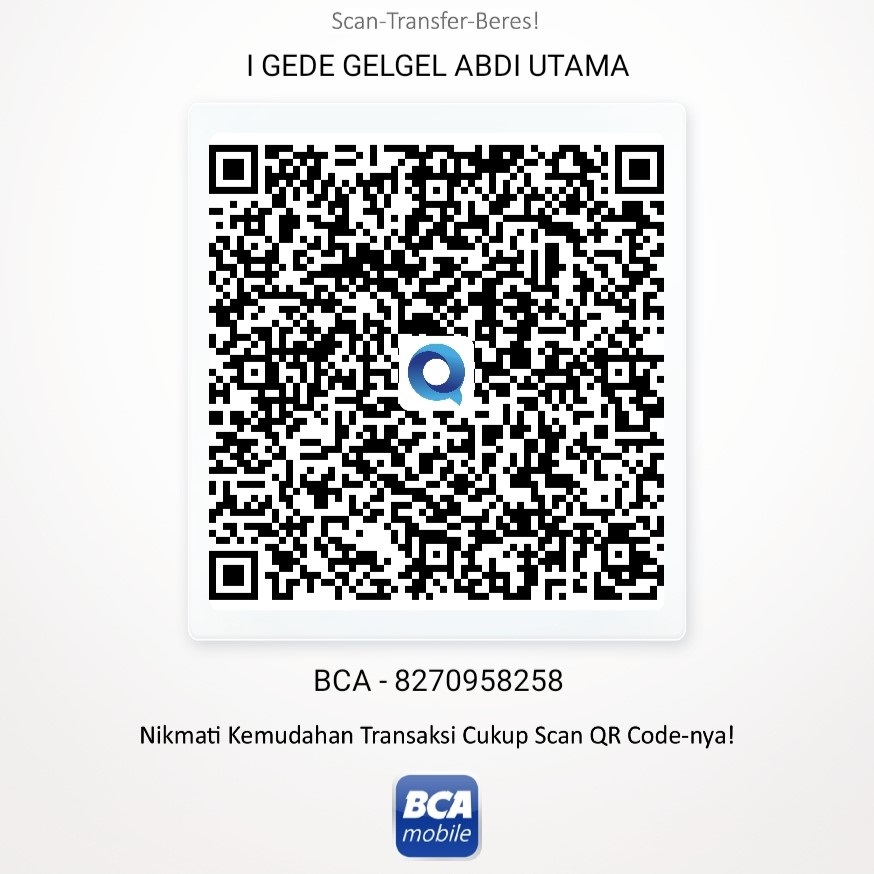 Scan-Transfer-Beres!
I GEDE GELGEL ABDI UTAMA
BCA - 8270958258
Nikmati Kemudahan Transaksi Cukup Scan QR Code-nya!
BCA
mobile